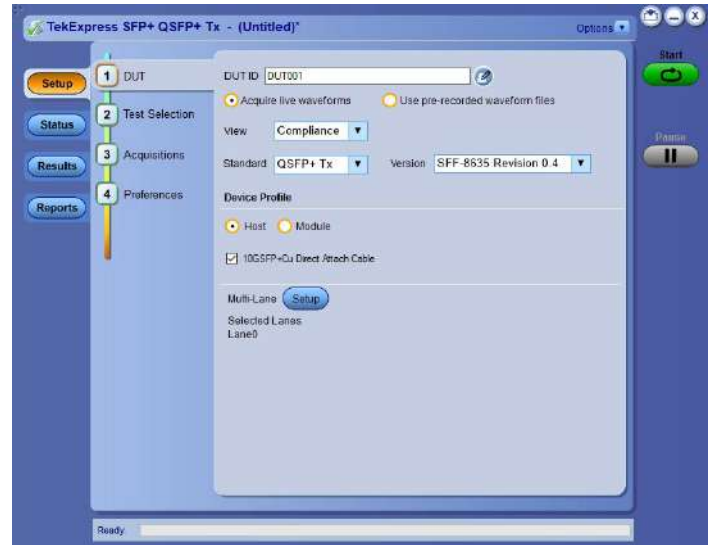 TekExpress SFP+ QSFP+ Tx - (Untitled)*
Options
Start
Pause
Setup
Status
Results
Reports
1 DUT
2 Test Selection
3 Acquisitions
4 Preferences
DUT ID DUT001
Acquire live waveforms Use pre-recorded waveform files
View Compliance
Standard QSFP+ Tx Version SFF-8635 Revision 0.4
Device Profile
Host Module
10GSFP+Cu Direct Attach Cable
Multi-Lane Setup
Selected Lanes
Lane0
Ready